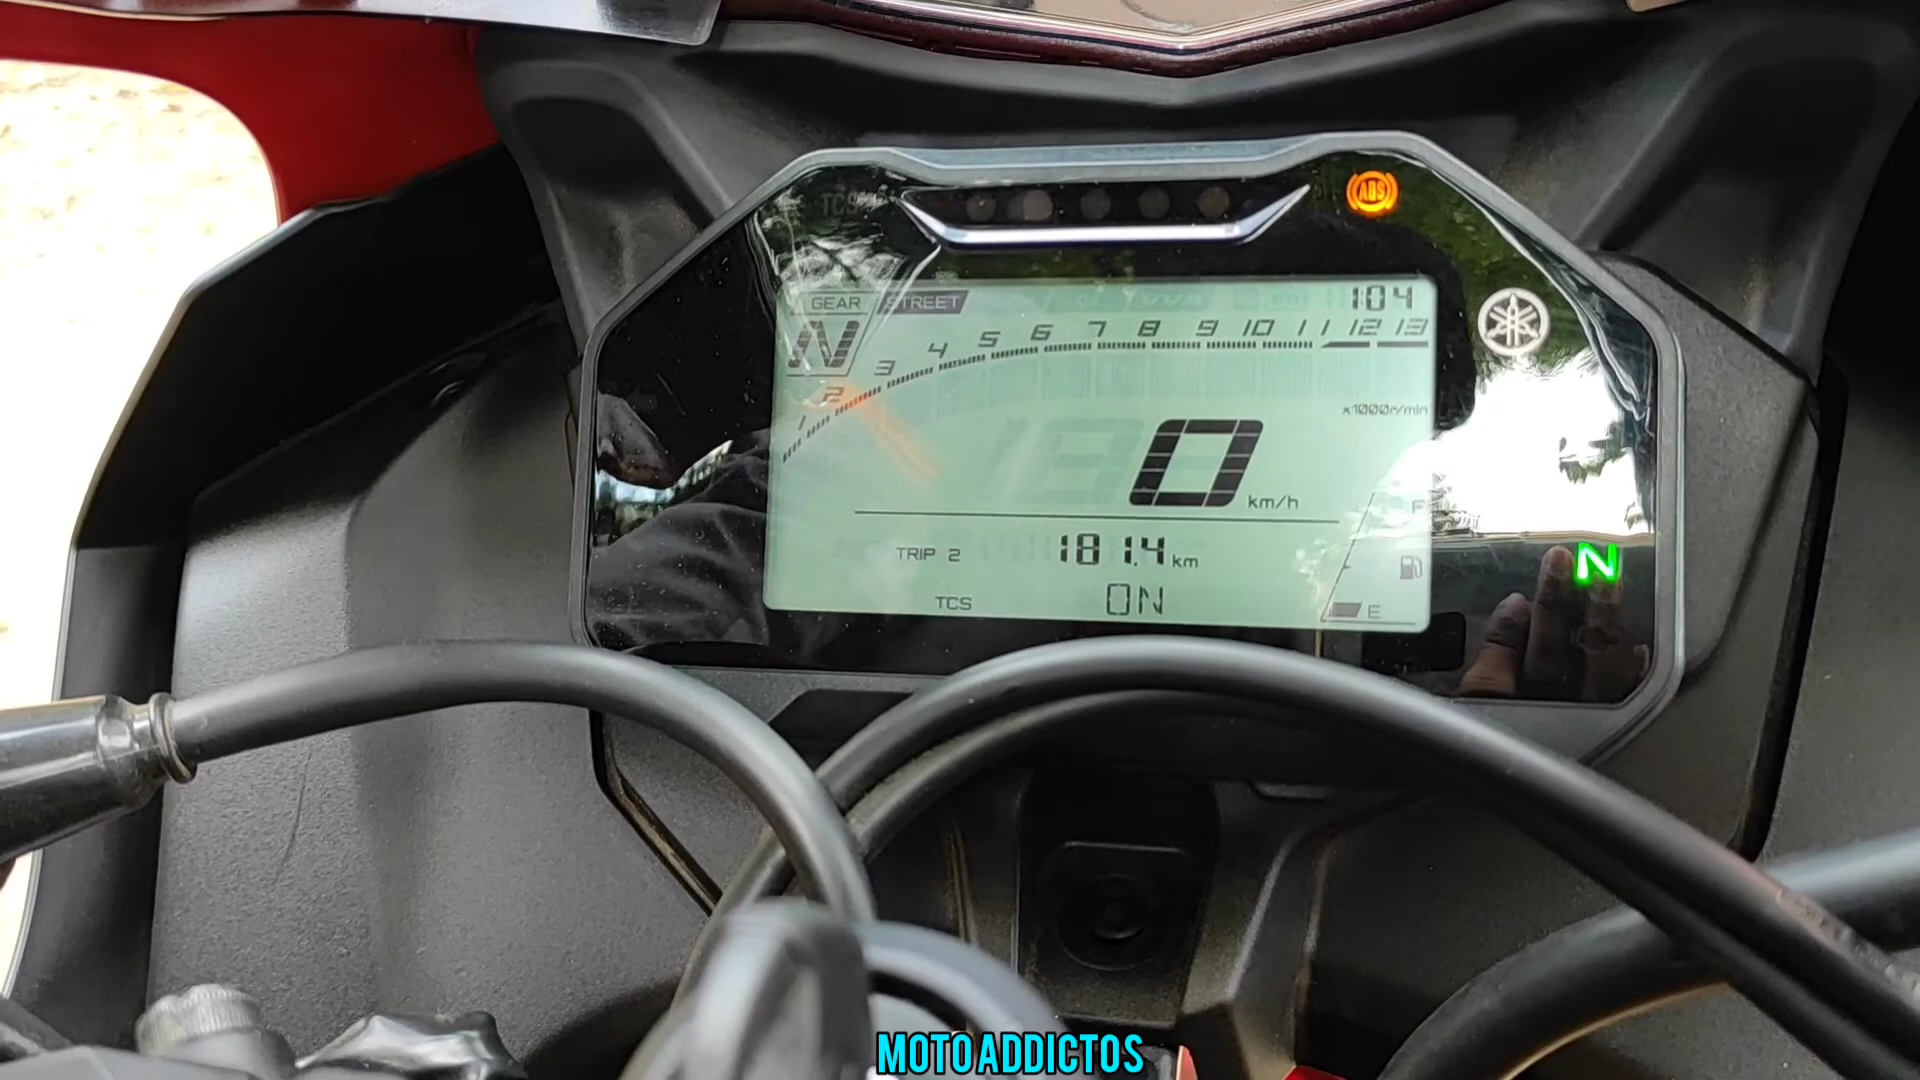 TCS
ABS
GEAR STREET 1:04
N
1 2 3 4 5 6 7 8 9 10 11 12 13
x1000r/min
0 km/h
F
TRIP 2 181.4 km
N
TCS ON
E
MOTO ADDICTOS